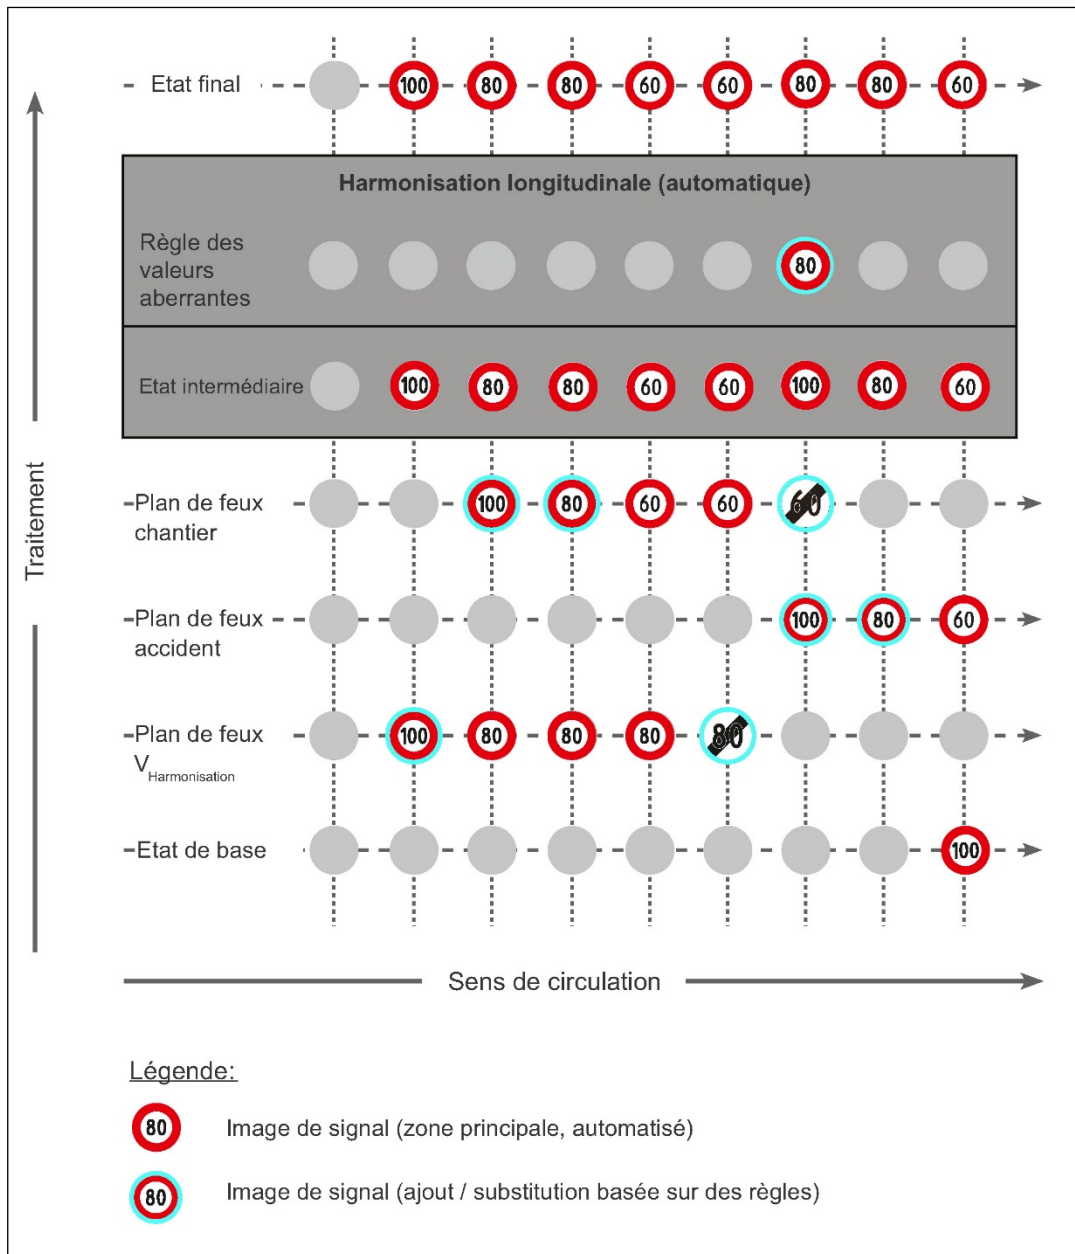 Etat final
100 80 80 60 60 80 80 60
Harmonisation longitudinale (automatique)
Règle des
valeurs
aberrantes
80
Etat intermédiaire
100 80 80 60 60 100 80 60
Plan de feux
chantier
100 80 60 60 60
Plan de feux
accident
100 80 60
Plan de feux
V Harmonisation
100 80 80 80 80
Etat de base
100
Traitement
Sens de circulation
Légende:
80 Image de signal (zone principale, automatisé)
80 Image de signal (ajout / substitution basée sur des règles)